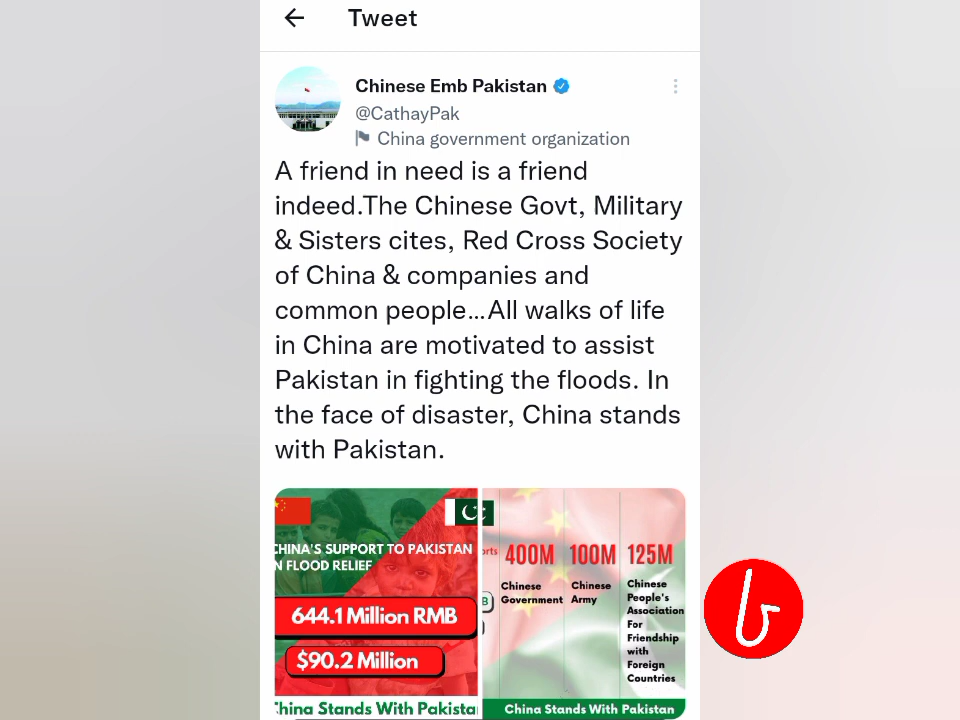 Tweet
Chinese Emb Pakistan
@CathayPak
China government organization
A friend in need is a friend
indeed.The Chinese Govt, Military
& Sisters cites, Red Cross Society
of China & companies and
common people...All walks of life
in China are motivated to assist
Pakistan in fighting the floods. In
the face of disaster, China stands
with Pakistan.
CHINA'S SUPPORT TO PAKISTAN
N FLOOD RELIEF
644.1 Million RMB
$90.2 Million
China Stands With Pakista
orts
400M
Chinese
Government
100M
Chinese
Army
125M
Chinese
People's
Association
For
Friendship
with
Foreign
Countries
B
China Stands With Pakistan